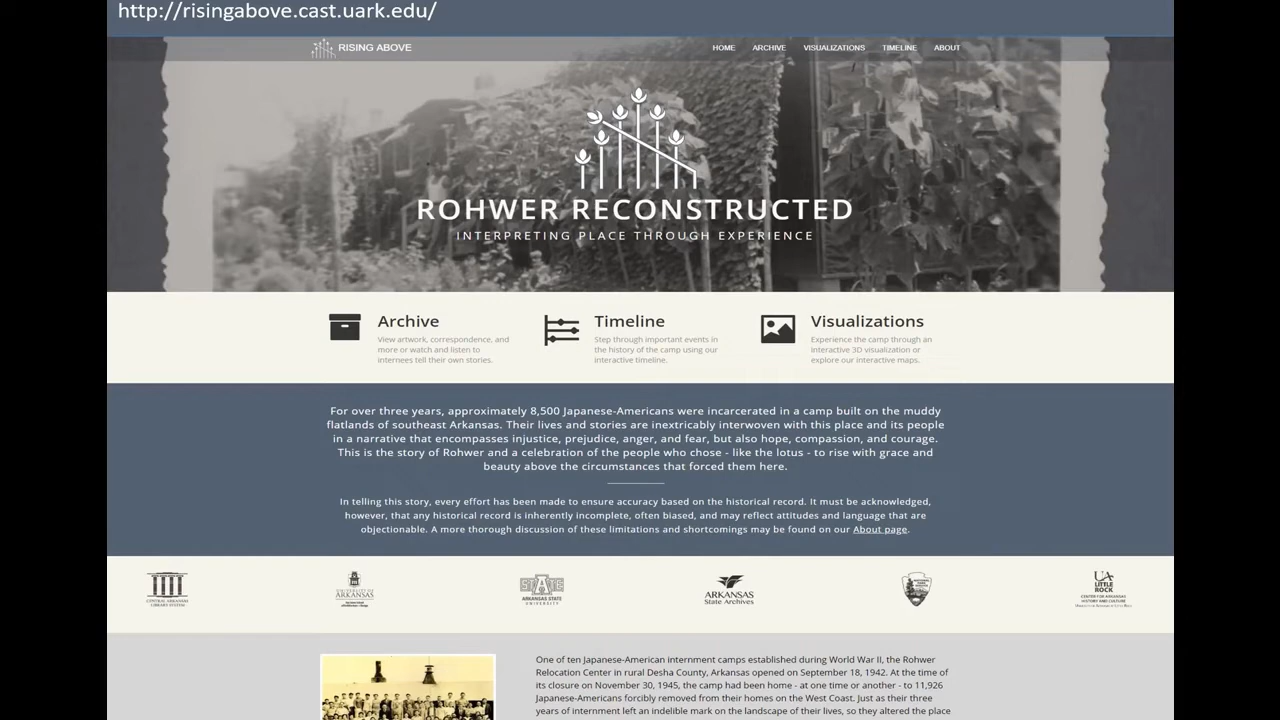 http://risingabove.cast.uark.edu/
RISING ABOVE
HOME ARCHIVE VISUALIZATIONS TIMELINE ABOUT
ROHWER RECONSTRUCTED
INTERPRETING PLACE THROUGH EXPERIENCE
Archive
View artwork, correspondence, and
more or watch and listen to
internees tell their own stories.
Timeline
Step through important events in
the history of the camp using our
interactive timeline.
Visualizations
Experience the camp through an
interactive 3D visualization or
explore our interactive maps.
For over three years, approximately 8,500 Japanese-Americans were incarcerated in a camp built on the muddy
flatlands of southeast Arkansas. Their lives and stories are inextricably interwoven with this place and its people
in a narrative that encompasses injustice, prejudice, anger, and fear, but also hope, compassion, and courage.
This is the story of Rohwer and a celebration of the people who chose - like the lotus - to rise with grace and
beauty above the circumstances that forced them here.
In telling this story, every effort has been made to ensure accuracy based on the historical record. It must be acknowledged,
however, that any historical record is inherently incomplete, often biased, and may reflect attitudes and language that are
objectionable. A more thorough discussion of these limitations and shortcomings may be found on our About page.
CENTRAL ARKANSAS
LIBRARY SYSTEM
UNIVERSITY OF
ARKANSAS
STATE
ARKANSAS STATE
UNIVERSITY
ARKANSAS
State Archives
UA
LITTLE
ROCK
CENTER FOR ARKANSAS
HISTORY AND CULTURE
One of ten Japanese-American internment camps established during World War II, the Rohwer
Relocation Center in rural Desha County, Arkansas opened on September 18, 1942. At the time of
its closure on November 30, 1945, the camp had been home - at one time or another - to 11,926
Japanese-Americans forcibly removed from their homes on the West Coast. Just as their three
years of internment left an indelible mark on the landscape of their lives, so they altered the place